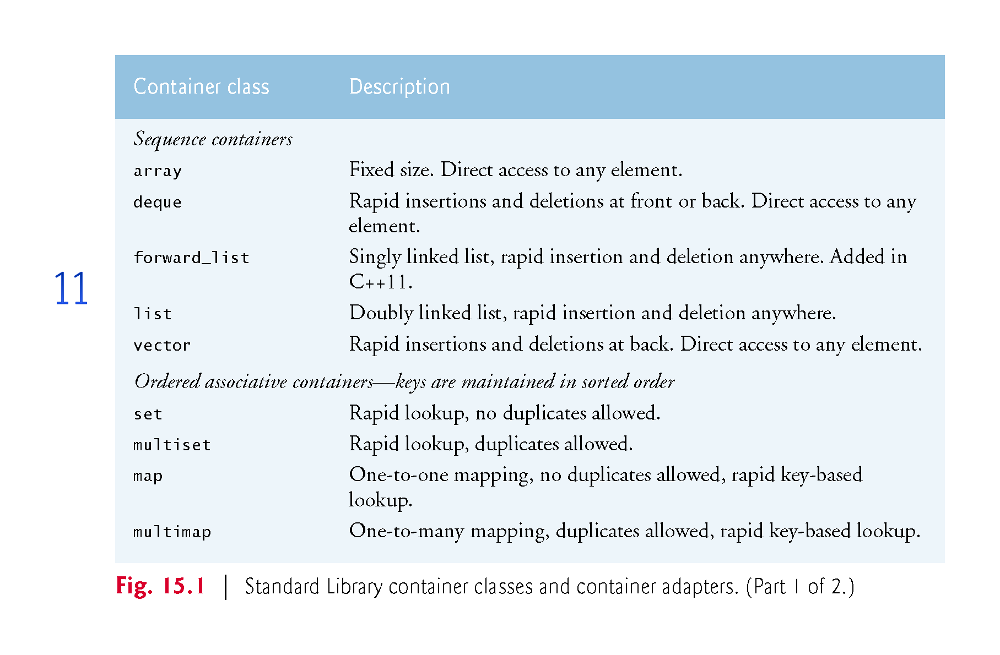 Container class Description
Sequence containers
array Fixed size. Direct access to any element.
deque Rapid insertions and deletions at front or back. Direct access to any
element.
forward_list Singly linked list, rapid insertion and deletion anywhere. Added in
C++11.
11
list Doubly linked list, rapid insertion and deletion anywhere.
vector Rapid insertions and deletions at back. Direct access to any element.
Ordered associative containers—keys are maintained in sorted order
set Rapid lookup, no duplicates allowed.
multiset Rapid lookup, duplicates allowed.
map One-to-one mapping, no duplicates allowed, rapid key-based
lookup.
multimap One-to-many mapping, duplicates allowed, rapid key-based lookup.
Fig. 15.1 | Standard Library container classes and container adapters. (Part 1 of 2.)